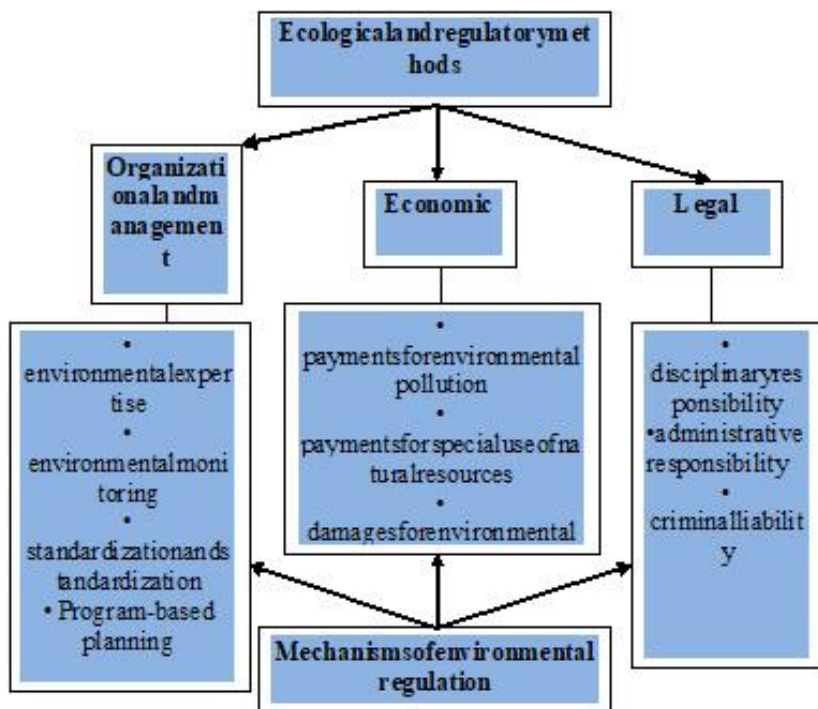 Ecologicalandregulatorymet
hods
Organizati
onalandm
anagemen
t
Economic
Legal
•
environmentalexper
tise
•
environmentalmoni
toring
•
standardizationands
tandardization
• Program-based
planning
•
paymentsforenvironmental
pollution
•
paymentsforspecialuseofna
turalresources
•
damagesforenvironmental
•
disciplinaryres
ponsibility
•administrative
responsibility
•
criminalliabilit
y
Mechanismsofenvironmental
regulation